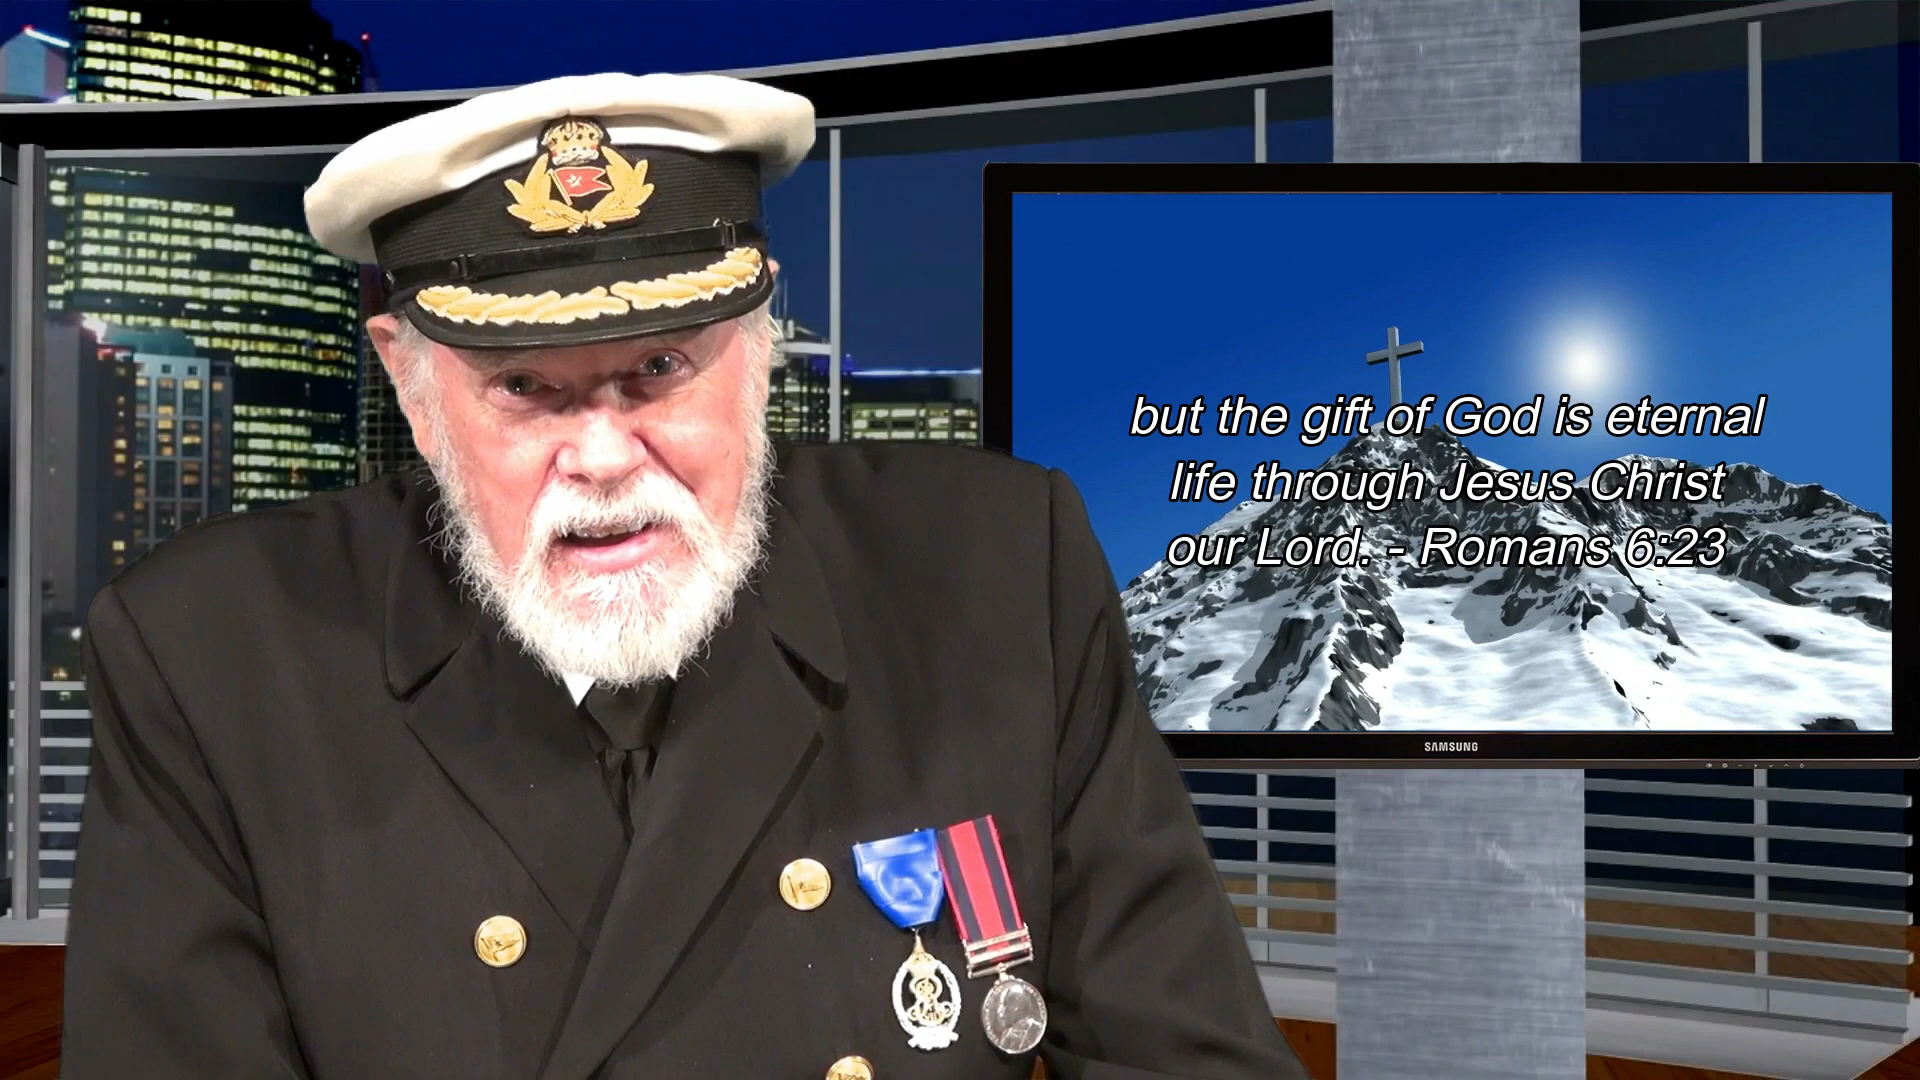 but the gift of God is eternal
life through Jesus Christ
our Lord. - Romans 6:23
SAMSUNG